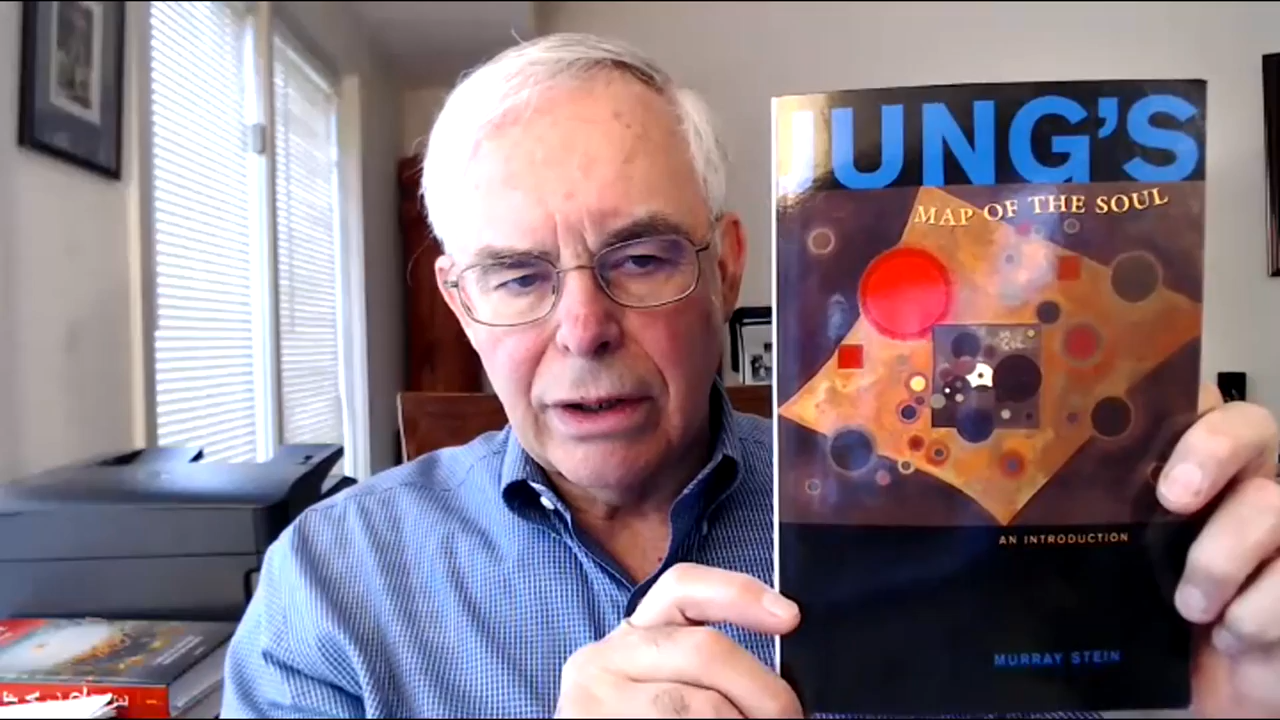 JUNG'S
MAP OF THE SOUL
AN INTRODUCTION
MURRAY STEIN